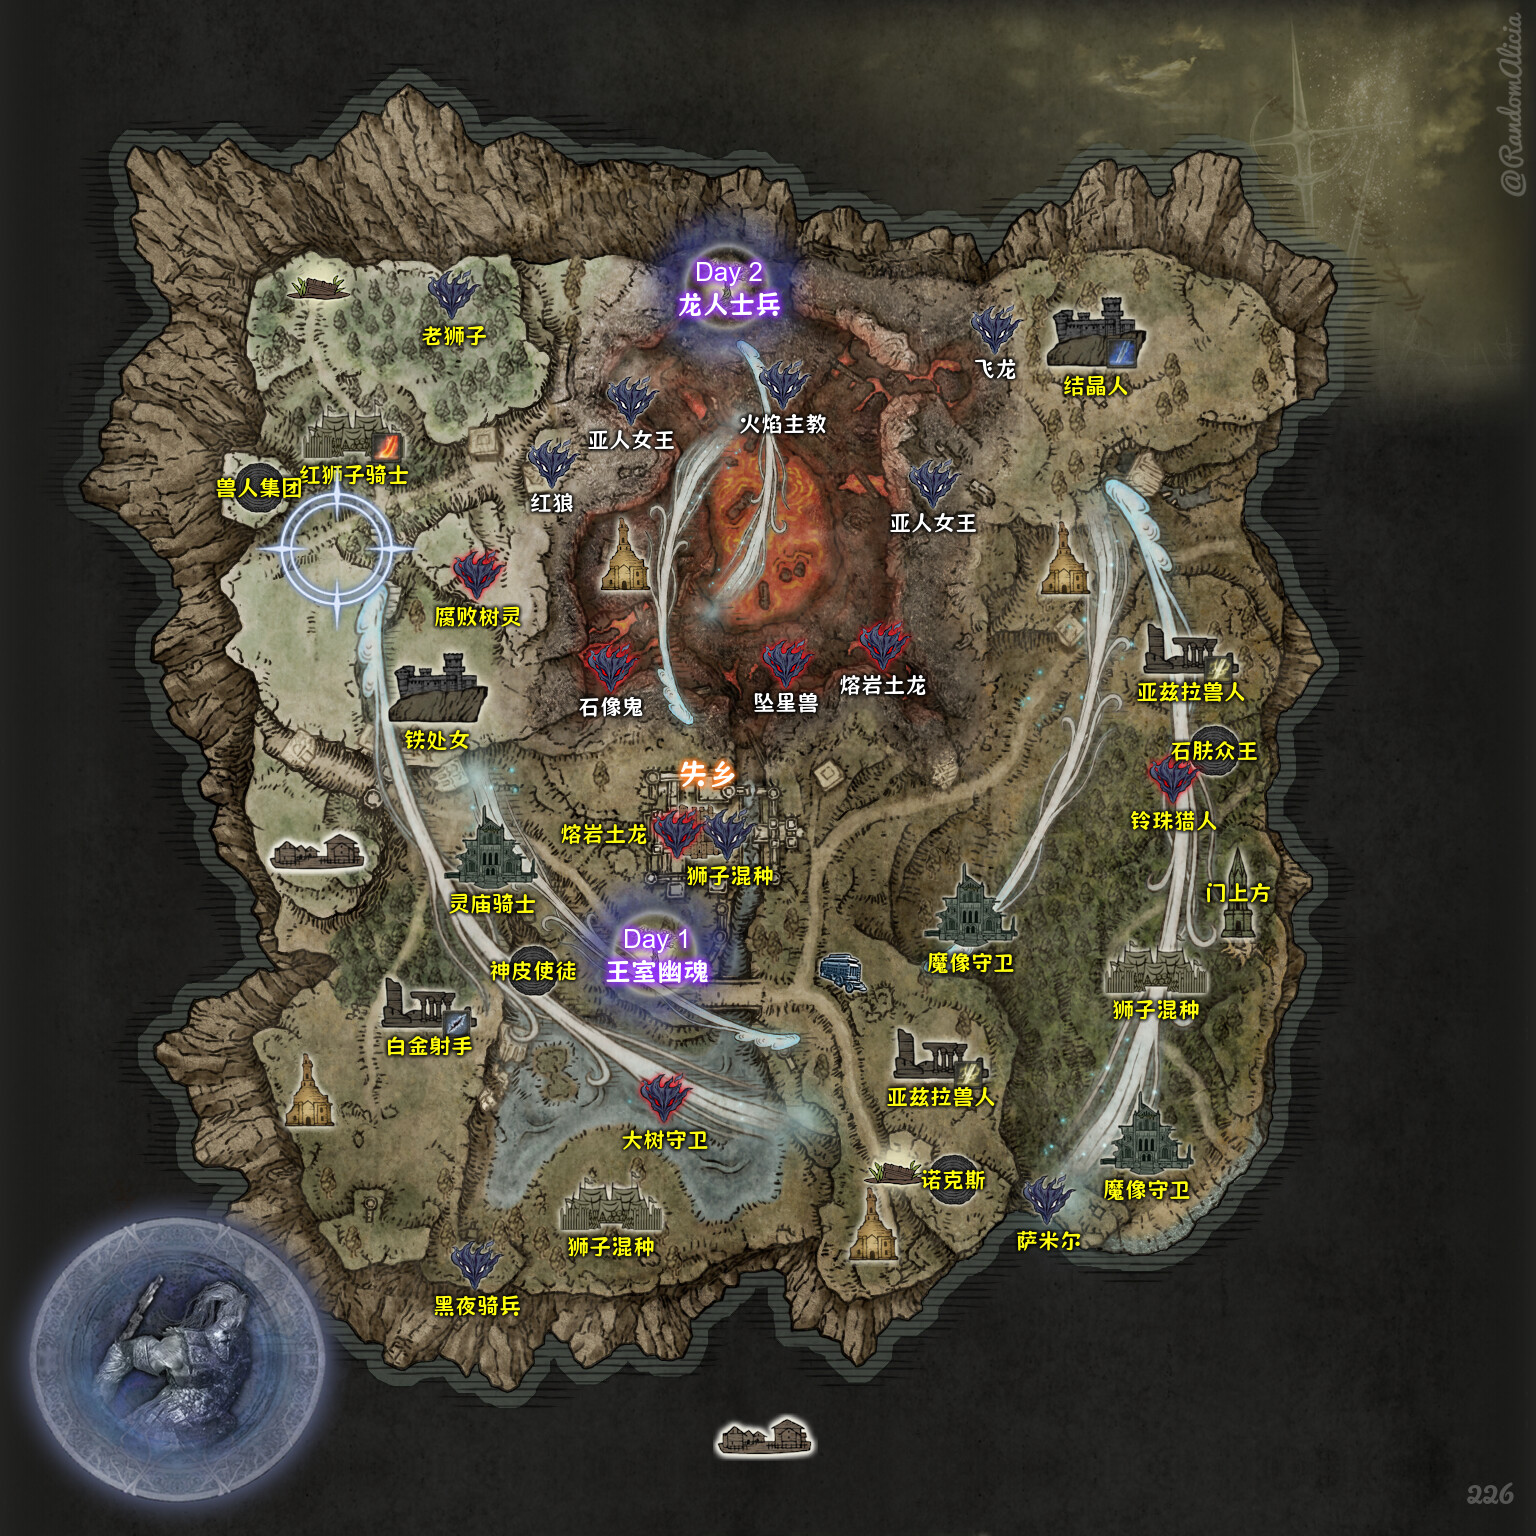 @RandomAlicia
Day 2
龙人士兵
老狮子
飞龙
结晶人
亚人女王
火焰主教
红狮子骑士
兽人集团
红狼
亚人女王
腐败树灵
石像鬼
坠星兽
熔岩土龙
亚兹拉兽人
铁处女
石肤众王
失乡
铃珠猎人
熔岩土龙
狮子混种
门上方
灵庙骑士
Day 1
王室幽魂
神皮使徒
魔像守卫
狮子混种
白金射手
亚兹拉兽人
大树守卫
诺克斯
魔像守卫
狮子混种
萨米尔
黑夜骑兵
226